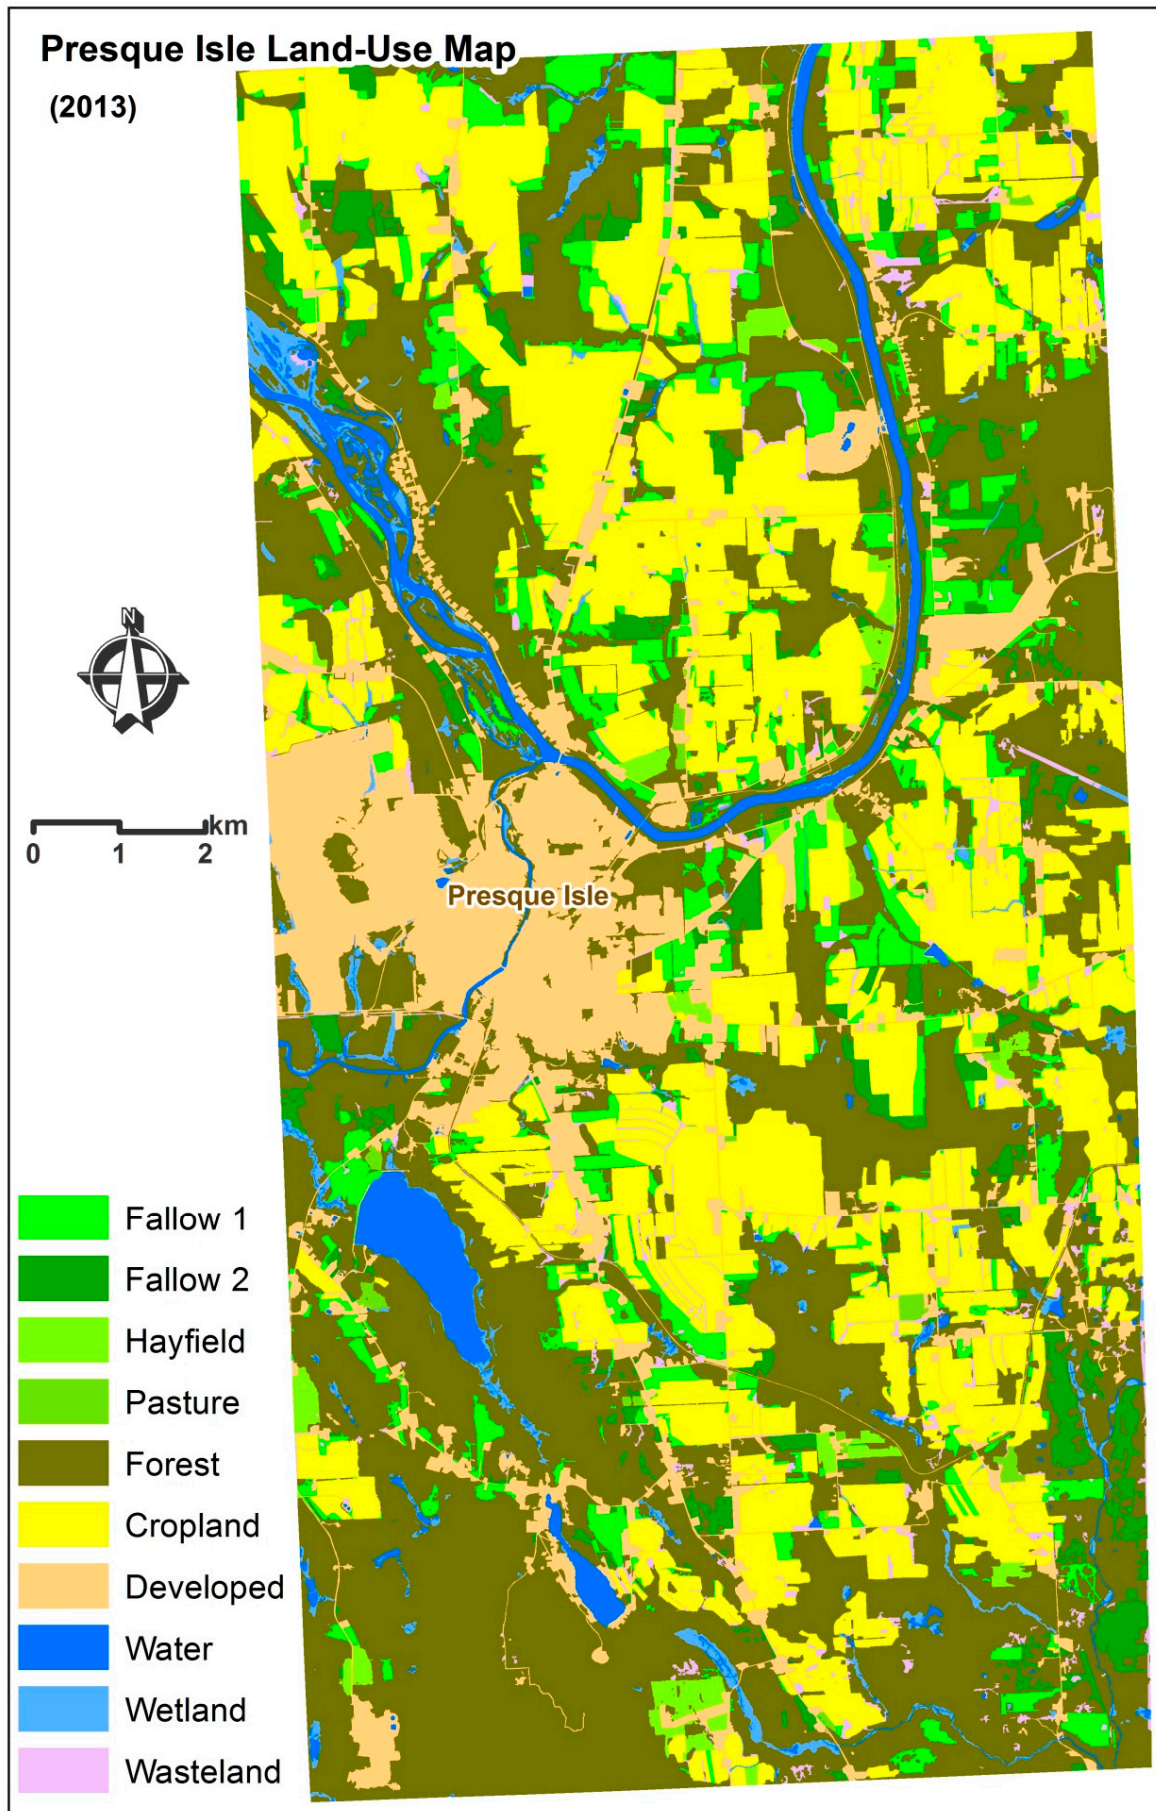 Presque Isle Land-Use Map
(2013)
N
km
0 1 2
Presque Isle
Fallow 1
Fallow 2
Hayfield
Pasture
Forest
Cropland
Developed
Water
Wetland
Wasteland